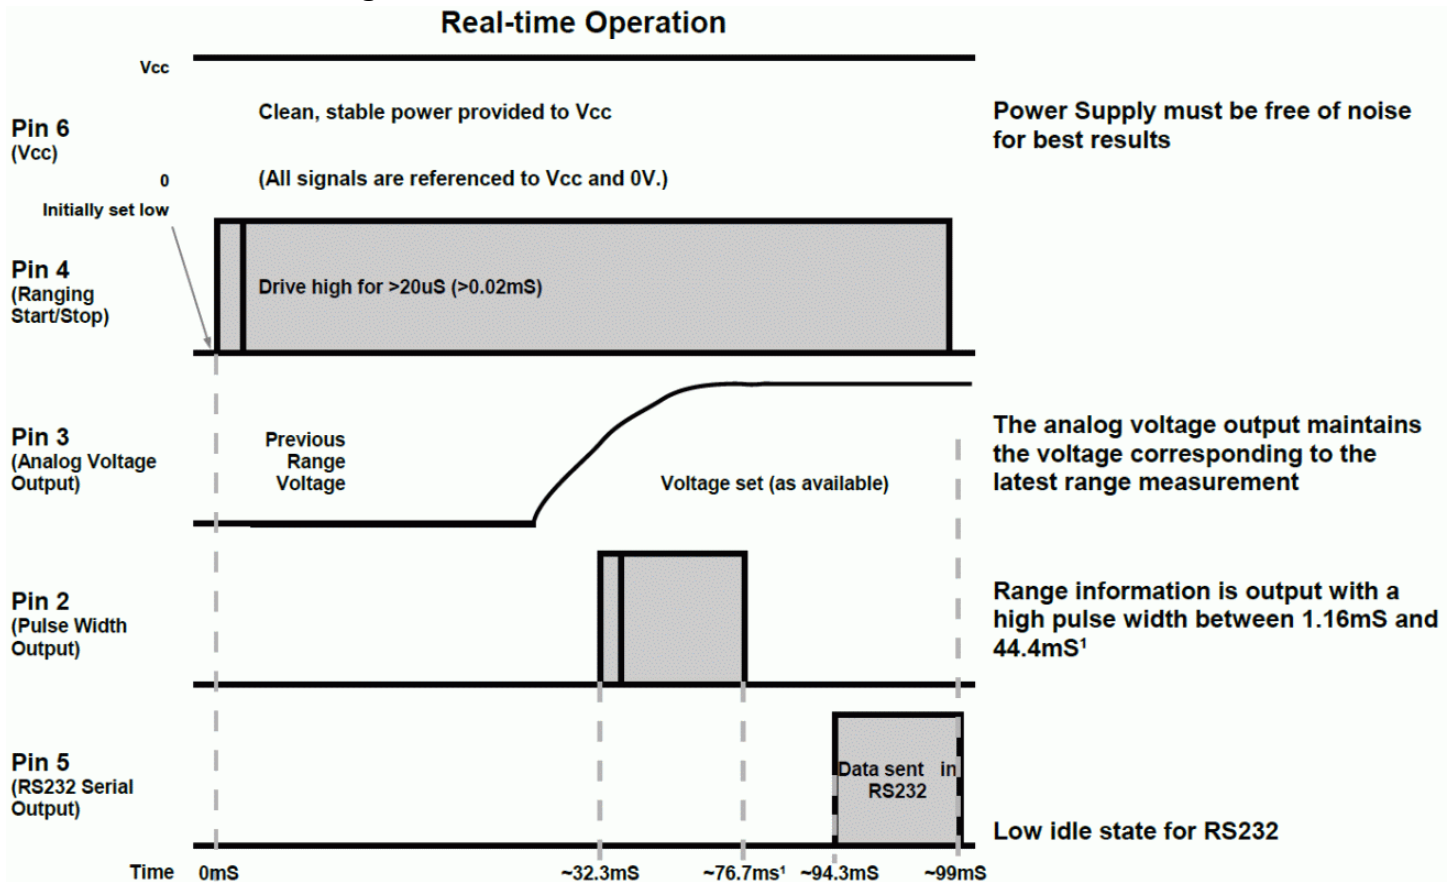 Real-time Operation
Vcc
Clean, stable power provided to Vcc
Power Supply must be free of noise
for best results
Pin 6
(Vcc)
0
(All signals are referenced to Vcc and 0V.)
Initially set low
Pin 4
(Ranging
Start/Stop)
Drive high for >20uS (>0.02mS)
Pin 3
(Analog Voltage
Output)
Previous
Range
Voltage
Voltage set (as available)
The analog voltage output maintains
the voltage corresponding to the
latest range measurement
Pin 2
(Pulse Width
Output)
Range information is output with a
high pulse width between 1.16mS and
44.4mS¹
Pin 5
(RS232 Serial
Output)
Data sent in
RS232
Low idle state for RS232
Time 0mS ~32.3mS ~76.7ms¹ ~94.3mS ~99mS